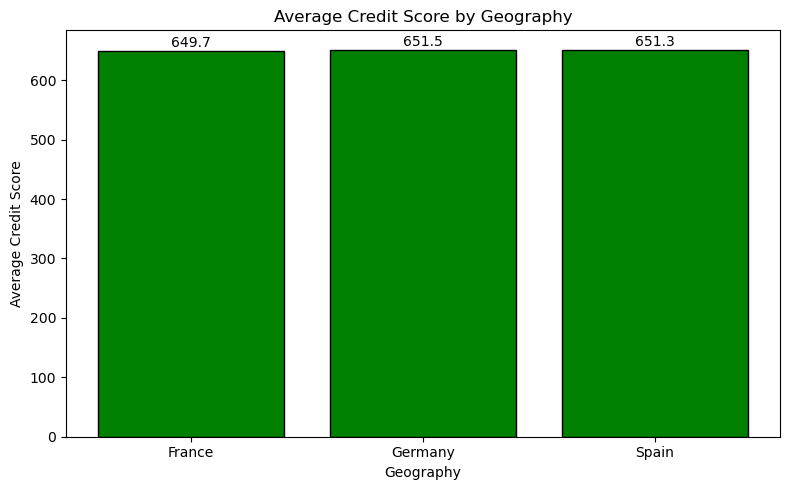 Average Credit Score by Geography
649.7 651.5 651.3
600
500
400
300
200
100
0
Average Credit Score
France Germany Spain
Geography